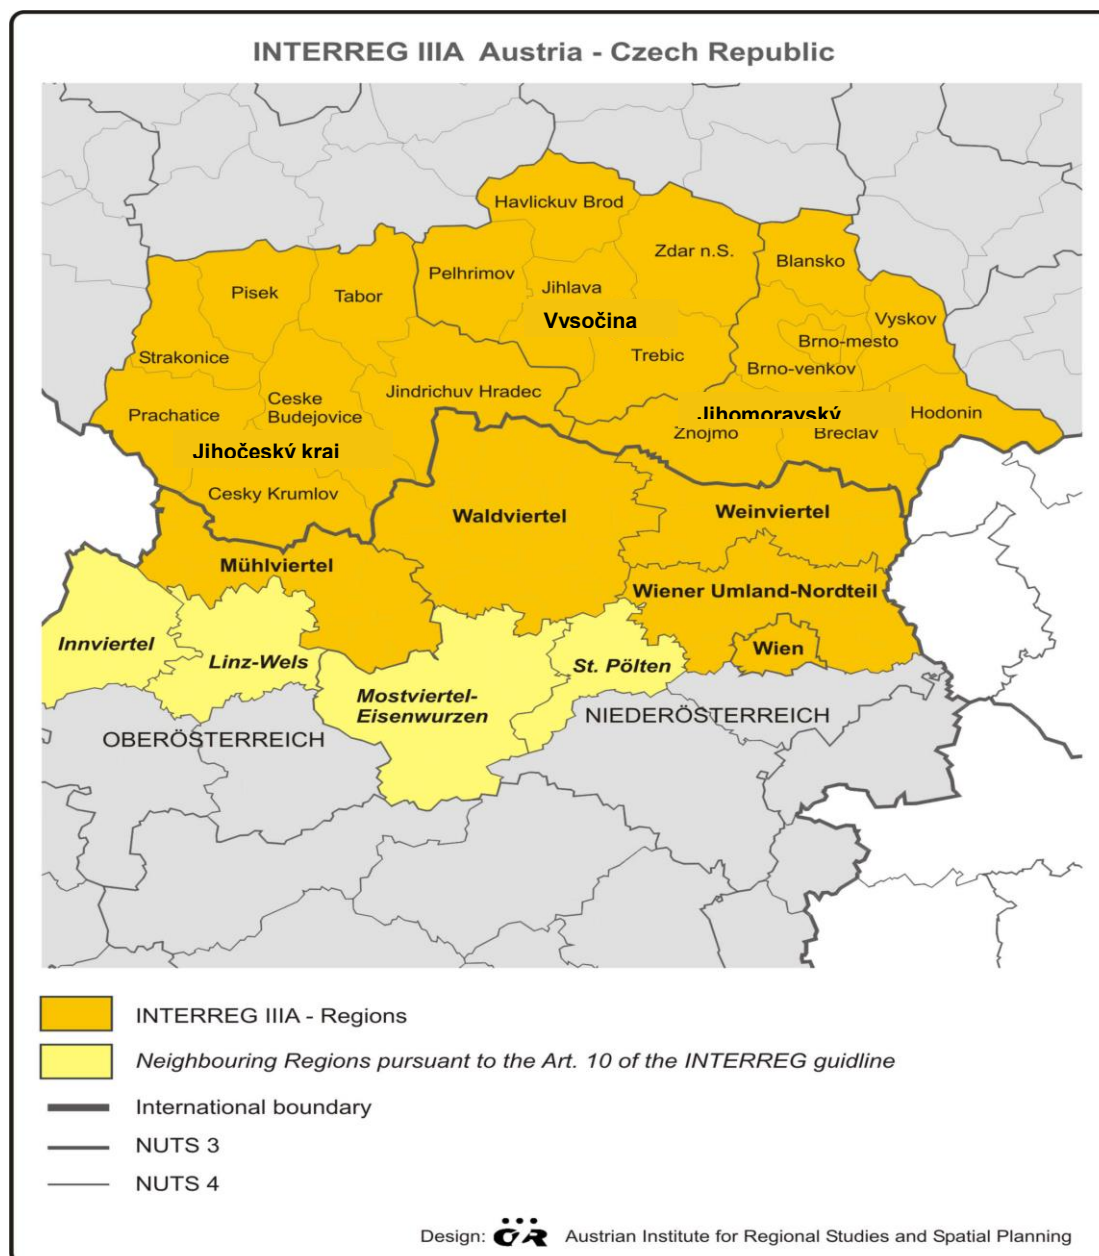 INTERREG IIIA Austria - Czech Republic
Havlickuv Brod
Zdar n.S.
Blansko
Pelhrimov
Jihlava
Pisek
Tabor
Vysočina
Vyskov
Brno-mesto
Strakonice
Trebic
Brno-venkov
Jindrichuv Hradec
Ceske
Budejovice
Prachatice
Jihomoravský
Hodonin
Znojmo
Breclav
Jihočeský kraj
Cesky Krumlov
Waldviertel
Weinviertel
Mühlviertel
Wiener Umland-Nordteil
Innviertel
Linz-Wels
St. Pölten
Wien
Mostviertel-
Eisenwurzen
NIEDERÖSTERREICH
OBERÖSTERREICH
INTERREG IIIA - Regions
Neighbouring Regions pursuant to the Art. 10 of the INTERREG guidline
International boundary
NUTS 3
NUTS 4
Design: ÖIR Austrian Institute for Regional Studies and Spatial Planning